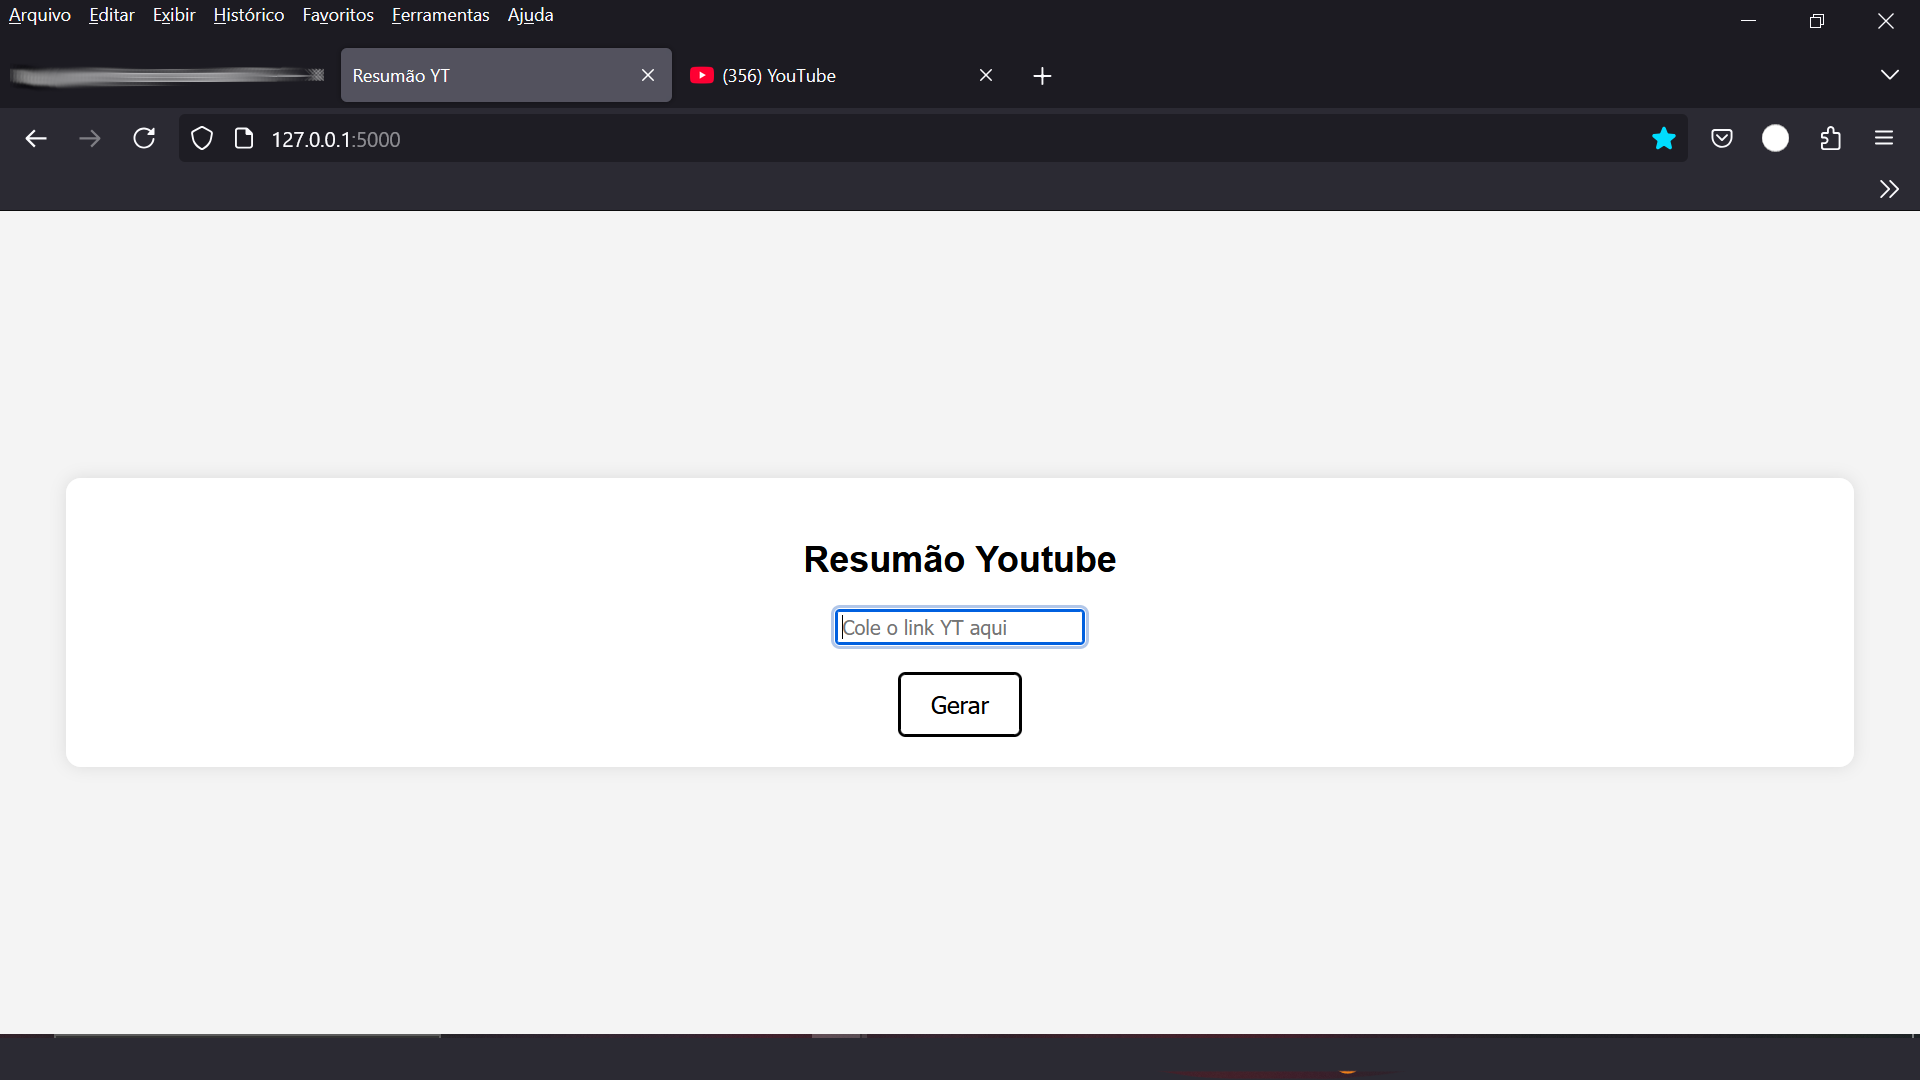 Arquivo Editar Exibir Histórico Favoritos Ferramentas Ajuda
Resumão YT
(356) YouTube
127.0.0.1:5000
Resumão Youtube
Cole o link YT aqui
Gerar